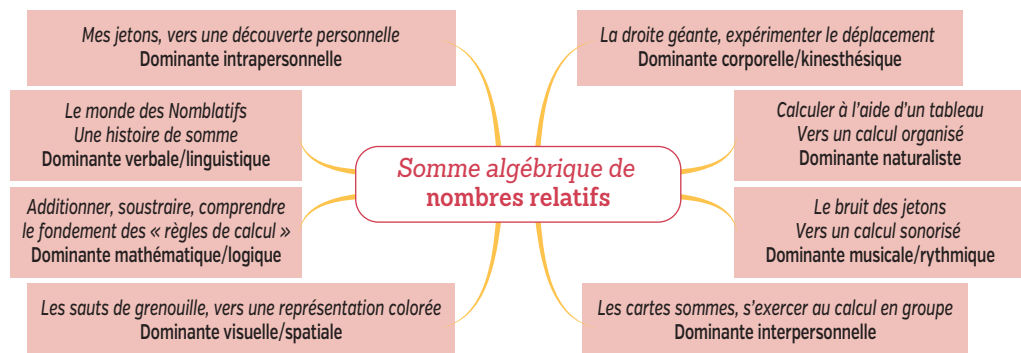 Mes jetons, vers une découverte personnelle
Dominante intrapersonnelle
La droite géante, expérimenter le déplacement
Dominante corporelle/kinesthésique
Le monde des Nomblatifs
Une histoire de somme
Dominante verbale/linguistique
Calculer à l’aide d’un tableau
Vers un calcul organisé
Dominante naturaliste
Somme algébrique de
nombres relatifs
Additionner, soustraire, comprendre
le fondement des « règles de calcul »
Dominante mathématique/logique
Le bruit des jetons
Vers un calcul sonorisé
Dominante musicale/rythmique
Les sauts de grenouille, vers une représentation colorée
Dominante visuelle/spatiale
Les cartes sommes, s’exercer au calcul en groupe
Dominante interpersonnelle